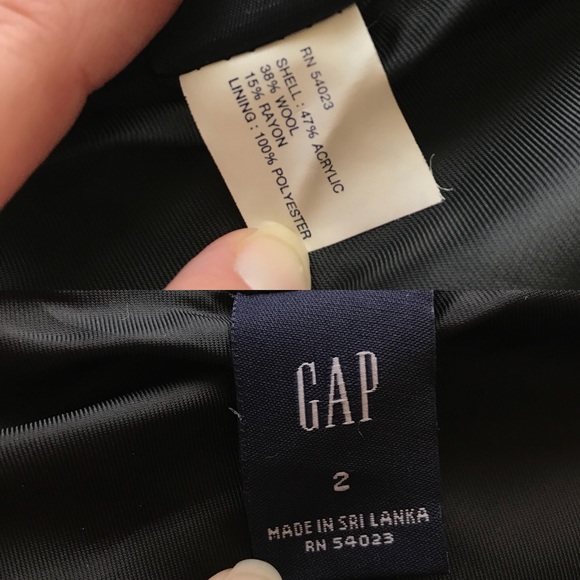 RN 54023
SHELL : 47% ACRYLIC
38% WOOL
15% RAYON
LINING : 100% POLYESTER
GAP
2
MADE IN SRI LANKA
RN 54023